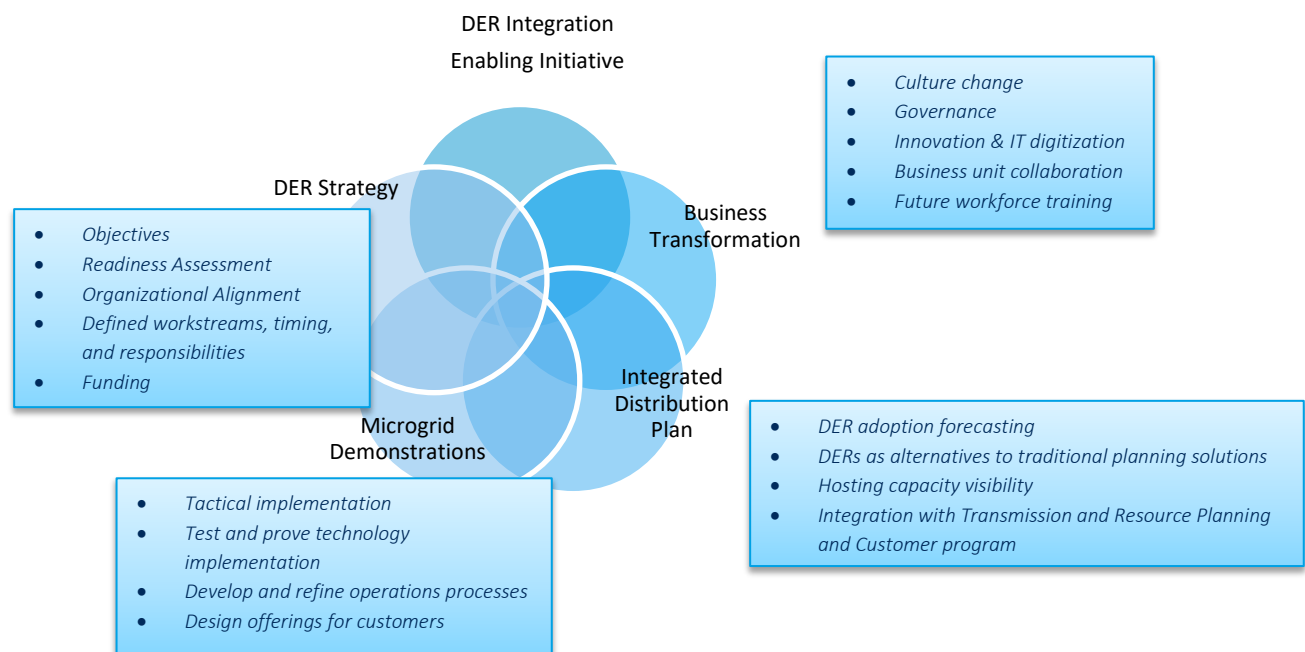 DER Integration
Enabling Initiative
• Culture change
• Governance
• Innovation & IT digitization
• Business unit collaboration
• Future workforce training
DER Strategy
Business
Transformation
• Objectives
• Readiness Assessment
• Organizational Alignment
• Defined workstreams, timing,
and responsibilities
• Funding
Integrated
Distribution
Plan
Microgrid
Demonstrations
• DER adoption forecasting
• DERs as alternatives to traditional planning solutions
• Hosting capacity visibility
• Integration with Transmission and Resource Planning
and Customer program
• Tactical implementation
• Test and prove technology
implementation
• Develop and refine operations processes
• Design offerings for customers